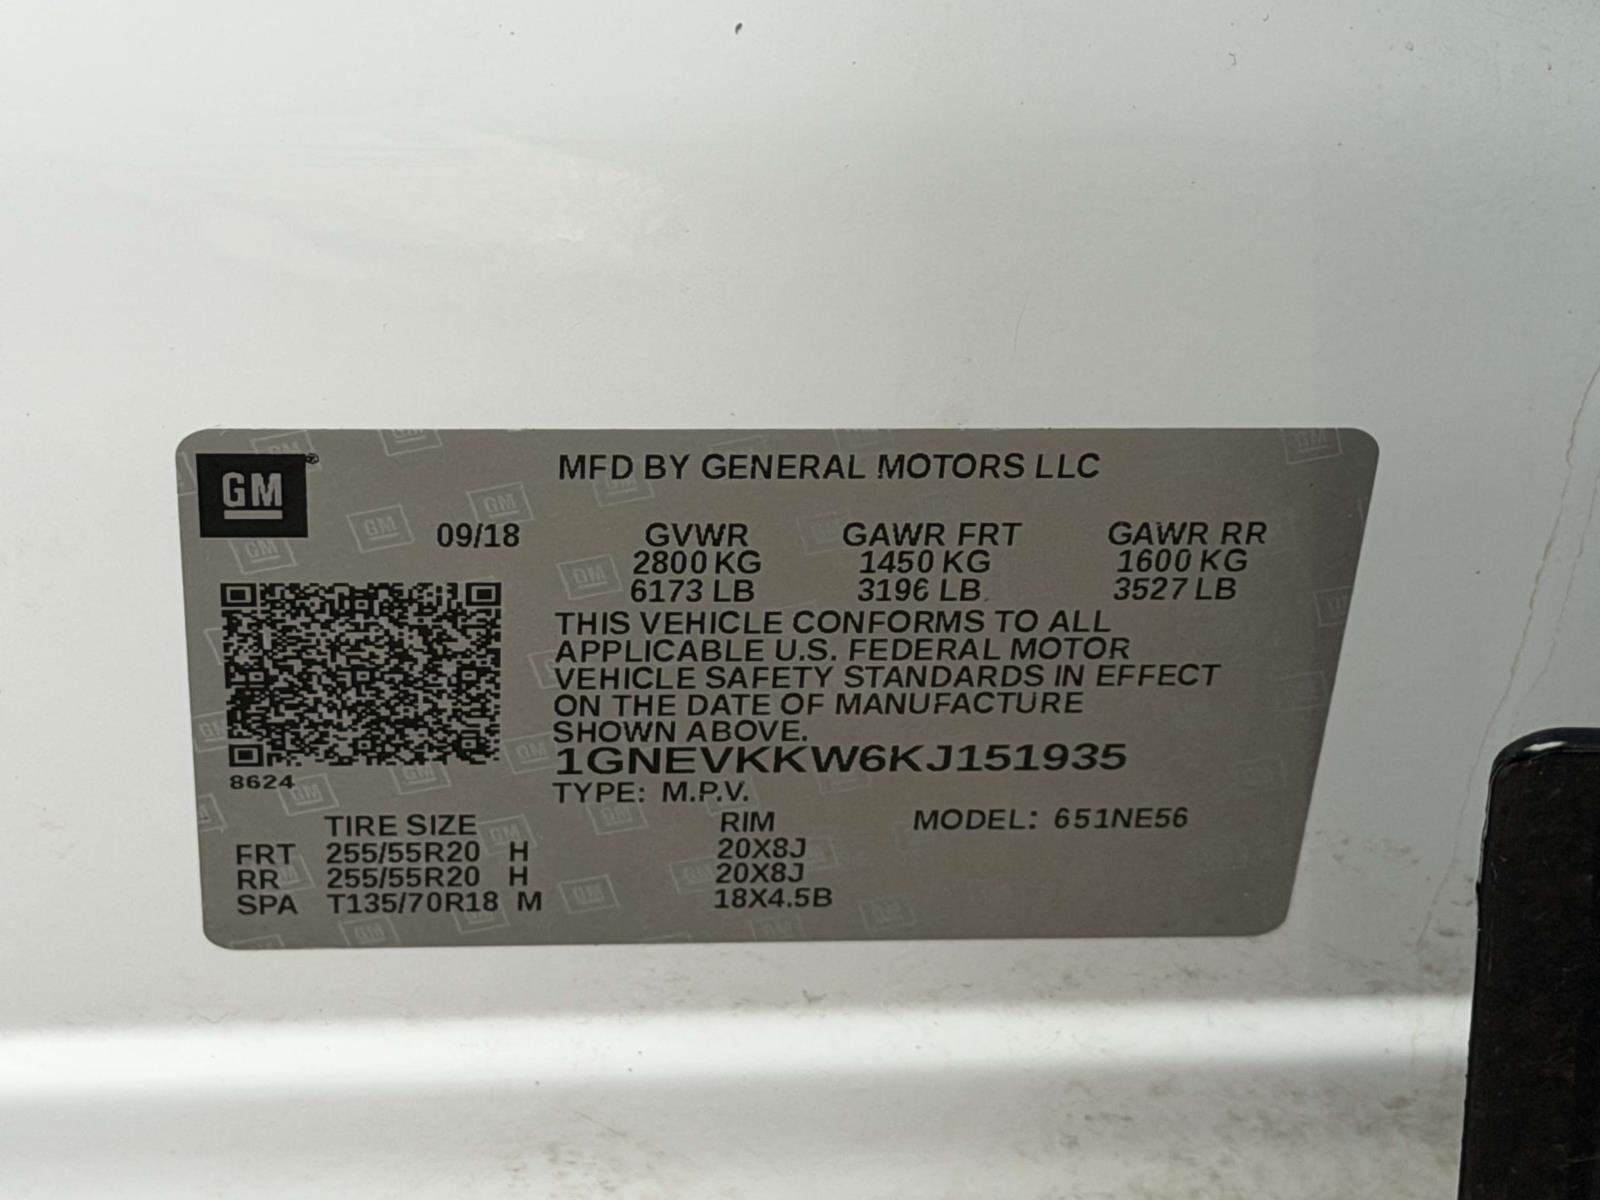 GM
MFD BY GENERAL MOTORS LLC
09/18 GVWR GAWR FRT GAWR RR
2800 KG 1450 KG 1600 KG
6173 LB 3196 LB 3527 LB
THIS VEHICLE CONFORMS TO ALL
APPLICABLE U.S. FEDERAL MOTOR
VEHICLE SAFETY STANDARDS IN EFFECT
ON THE DATE OF MANUFACTURE
SHOWN ABOVE.
1GNEVKKW6KJ151935
8624
TYPE: M.P.V.
TIRE SIZE RIM MODEL: 651NE56
FRT 255/55R20 H 20X8J
RR 255/55R20 H 20X8J
SPA T135/70R18 M 18X4.5B